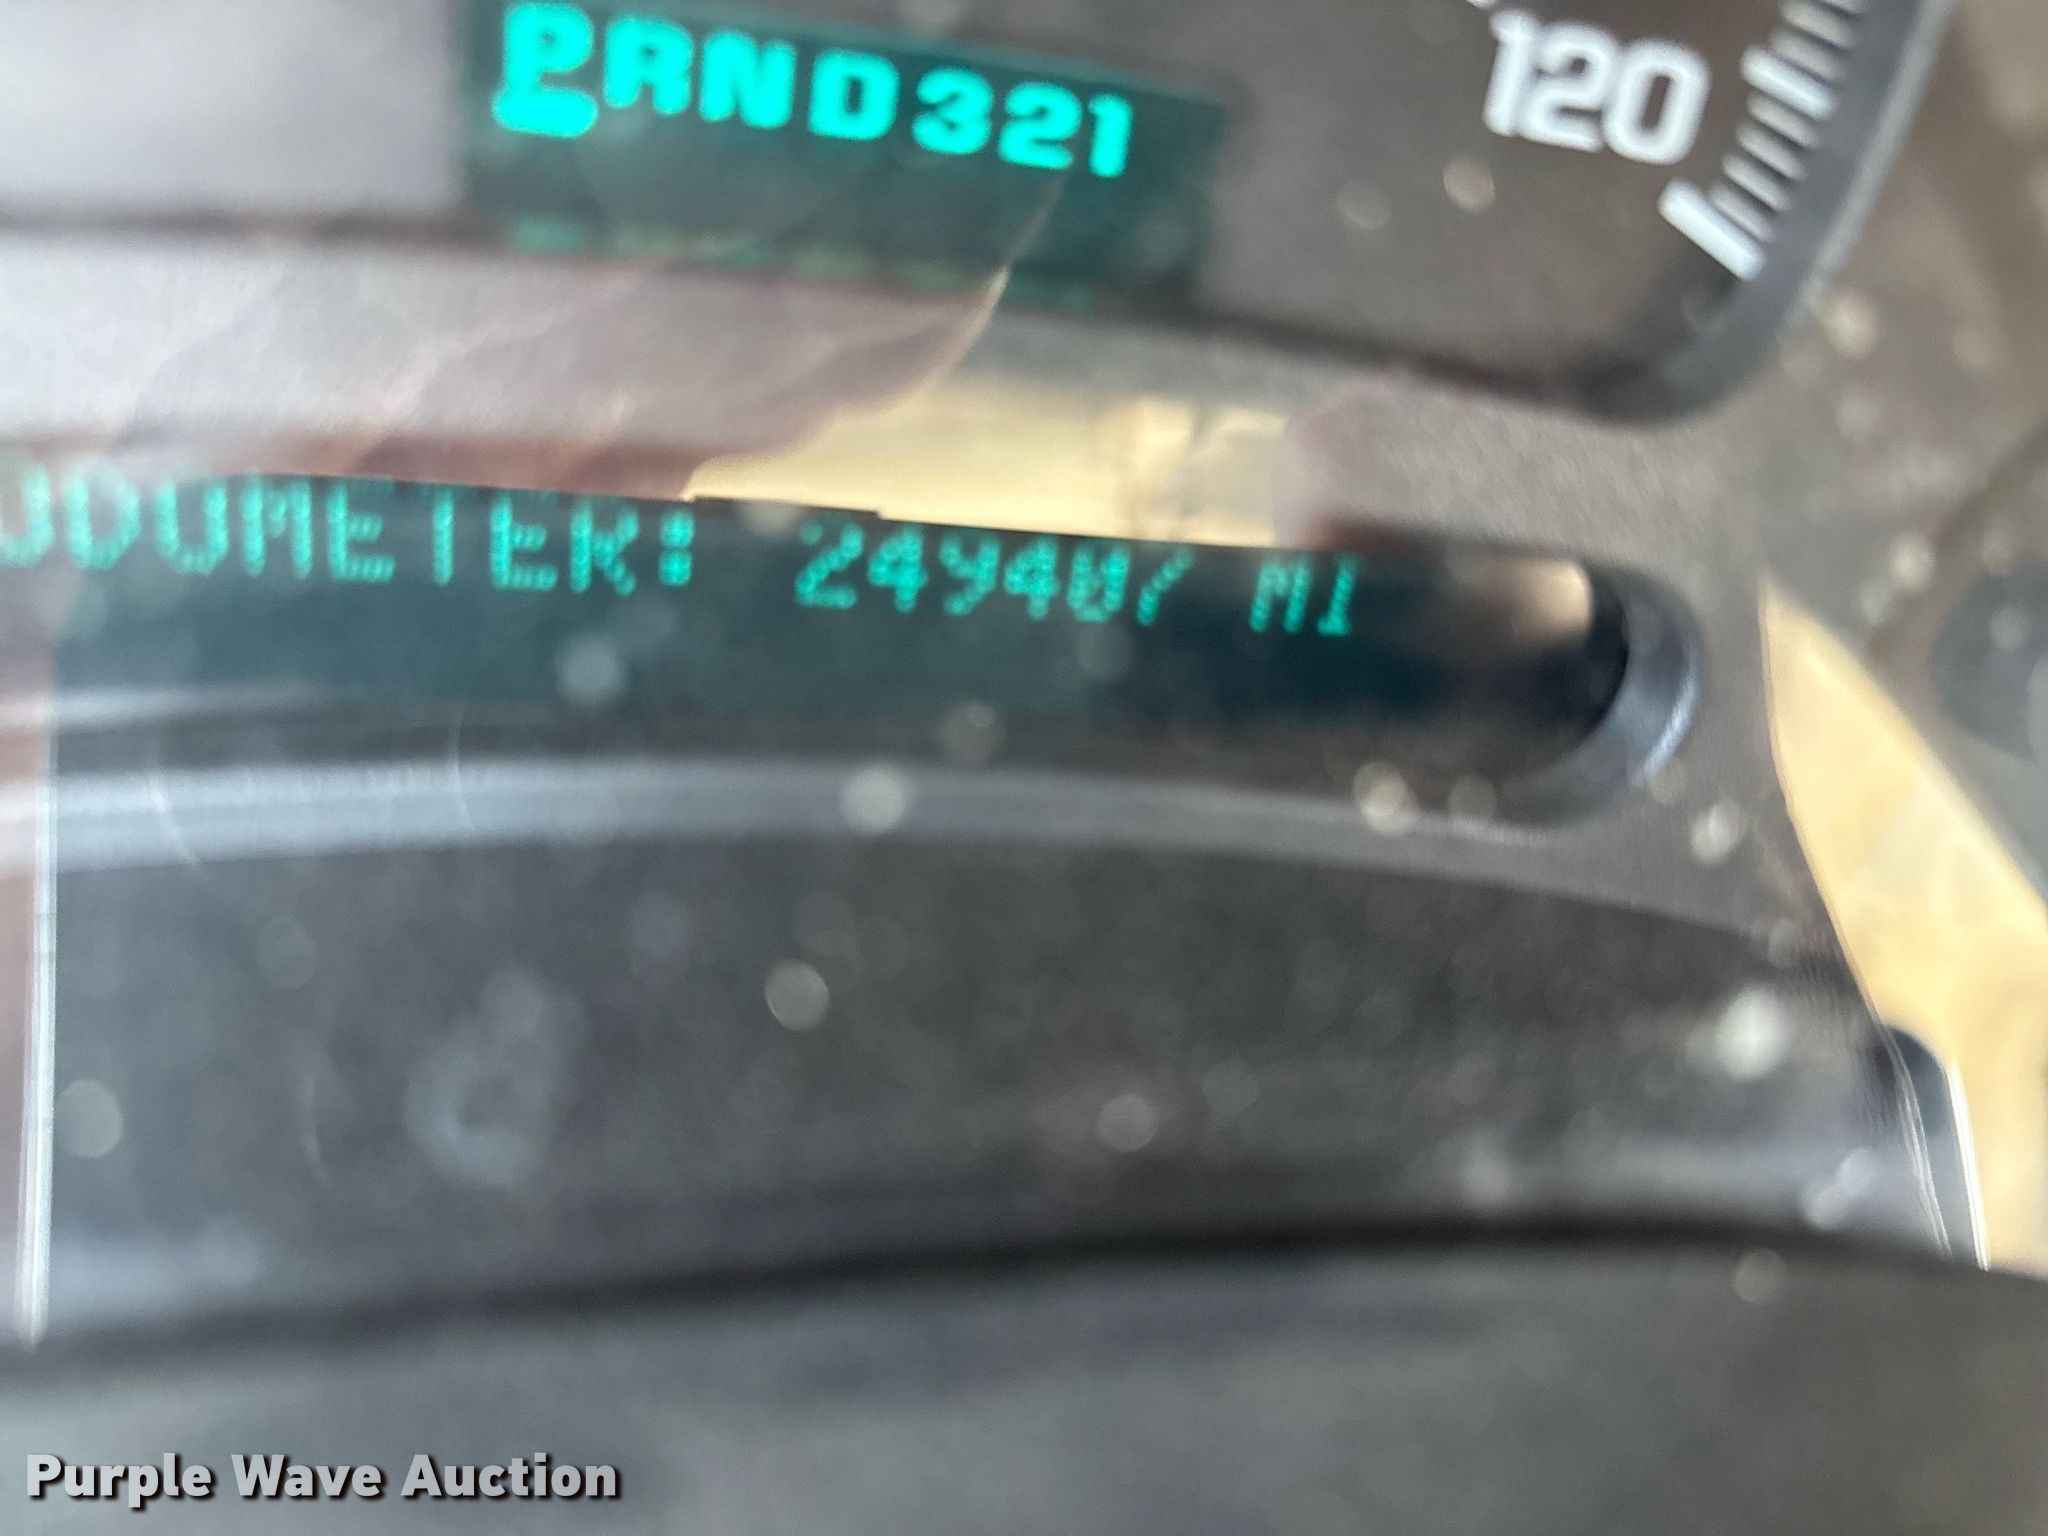 PRND321
120
ODOMETER: 249407 MI
Purple Wave Auction